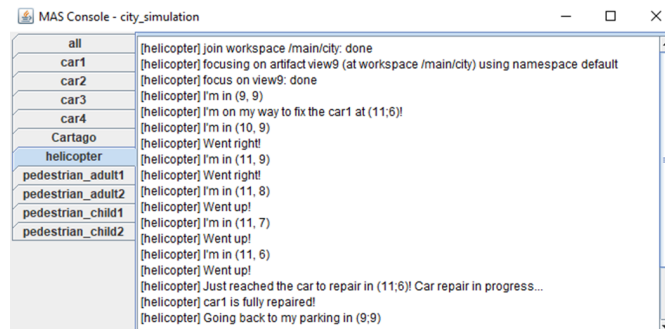 MAS Console - city_simulation
all
car1
car2
car3
car4
Cartago
helicopter
pedestrian_adult1
pedestrian_adult2
pedestrian_child1
pedestrian_child2
[helicopter] join workspace /main/city: done
[helicopter] focusing on artifact view9 (at workspace /main/city) using namespace default
[helicopter] focus on view9: done
[helicopter] I'm in (9, 9)
[helicopter] I'm on my way to fix the car1 at (11;6)!
[helicopter] I'm in (10, 9)
[helicopter] Went right!
[helicopter] I'm in (11, 9)
[helicopter] Went right!
[helicopter] I'm in (11, 8)
[helicopter] Went up!
[helicopter] I'm in (11, 7)
[helicopter] Went up!
[helicopter] I'm in (11, 6)
[helicopter] Went up!
[helicopter] Just reached the car to repair in (11;6)! Car repair in progress...
[helicopter] car1 is fully repaired!
[helicopter] Going back to my parking in (9;9)